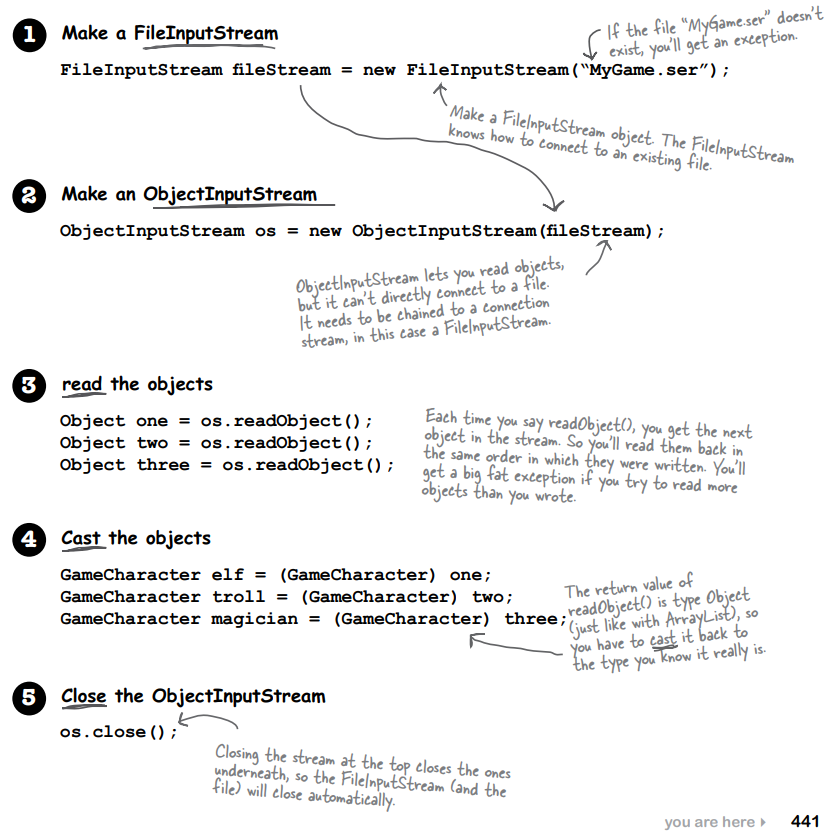 1 Make a FileInputStream
If the file “MyGame.ser” doesn't
exist, you'll get an exception.
FileInputStream fileStream = new FileInputStream(“MyGame.ser”);
Make a FileInputStream object. The FileInputStream
knows how to connect to an existing file.
2 Make an ObjectInputStream
ObjectInputStream os = new ObjectInputStream(fileStream);
ObjectInputStream lets you read objects,
but it can't directly connect to a file.
It needs to be chained to a connection
stream, in this case a FileInputStream.
3 read the objects
Object one = os.readObject();
Object two = os.readObject();
Object three = os.readObject();
Each time you say readObject(), you get the next
object in the stream. So you'll read them back in
the same order in which they were written. You'll
get a big fat exception if you try to read more
objects than you wrote.
4 Cast the objects
GameCharacter elf = (GameCharacter) one;
GameCharacter troll = (GameCharacter) two;
GameCharacter magician = (GameCharacter) three;
The return value of
readObject() is type Object
(just like with ArrayList), so
you have to cast it back to
the type you know it really is.
5 Close the ObjectInputStream
os.close();
Closing the stream at the top closes the ones
underneath, so the FileInputStream (and the
file) will close automatically.
you are here 441